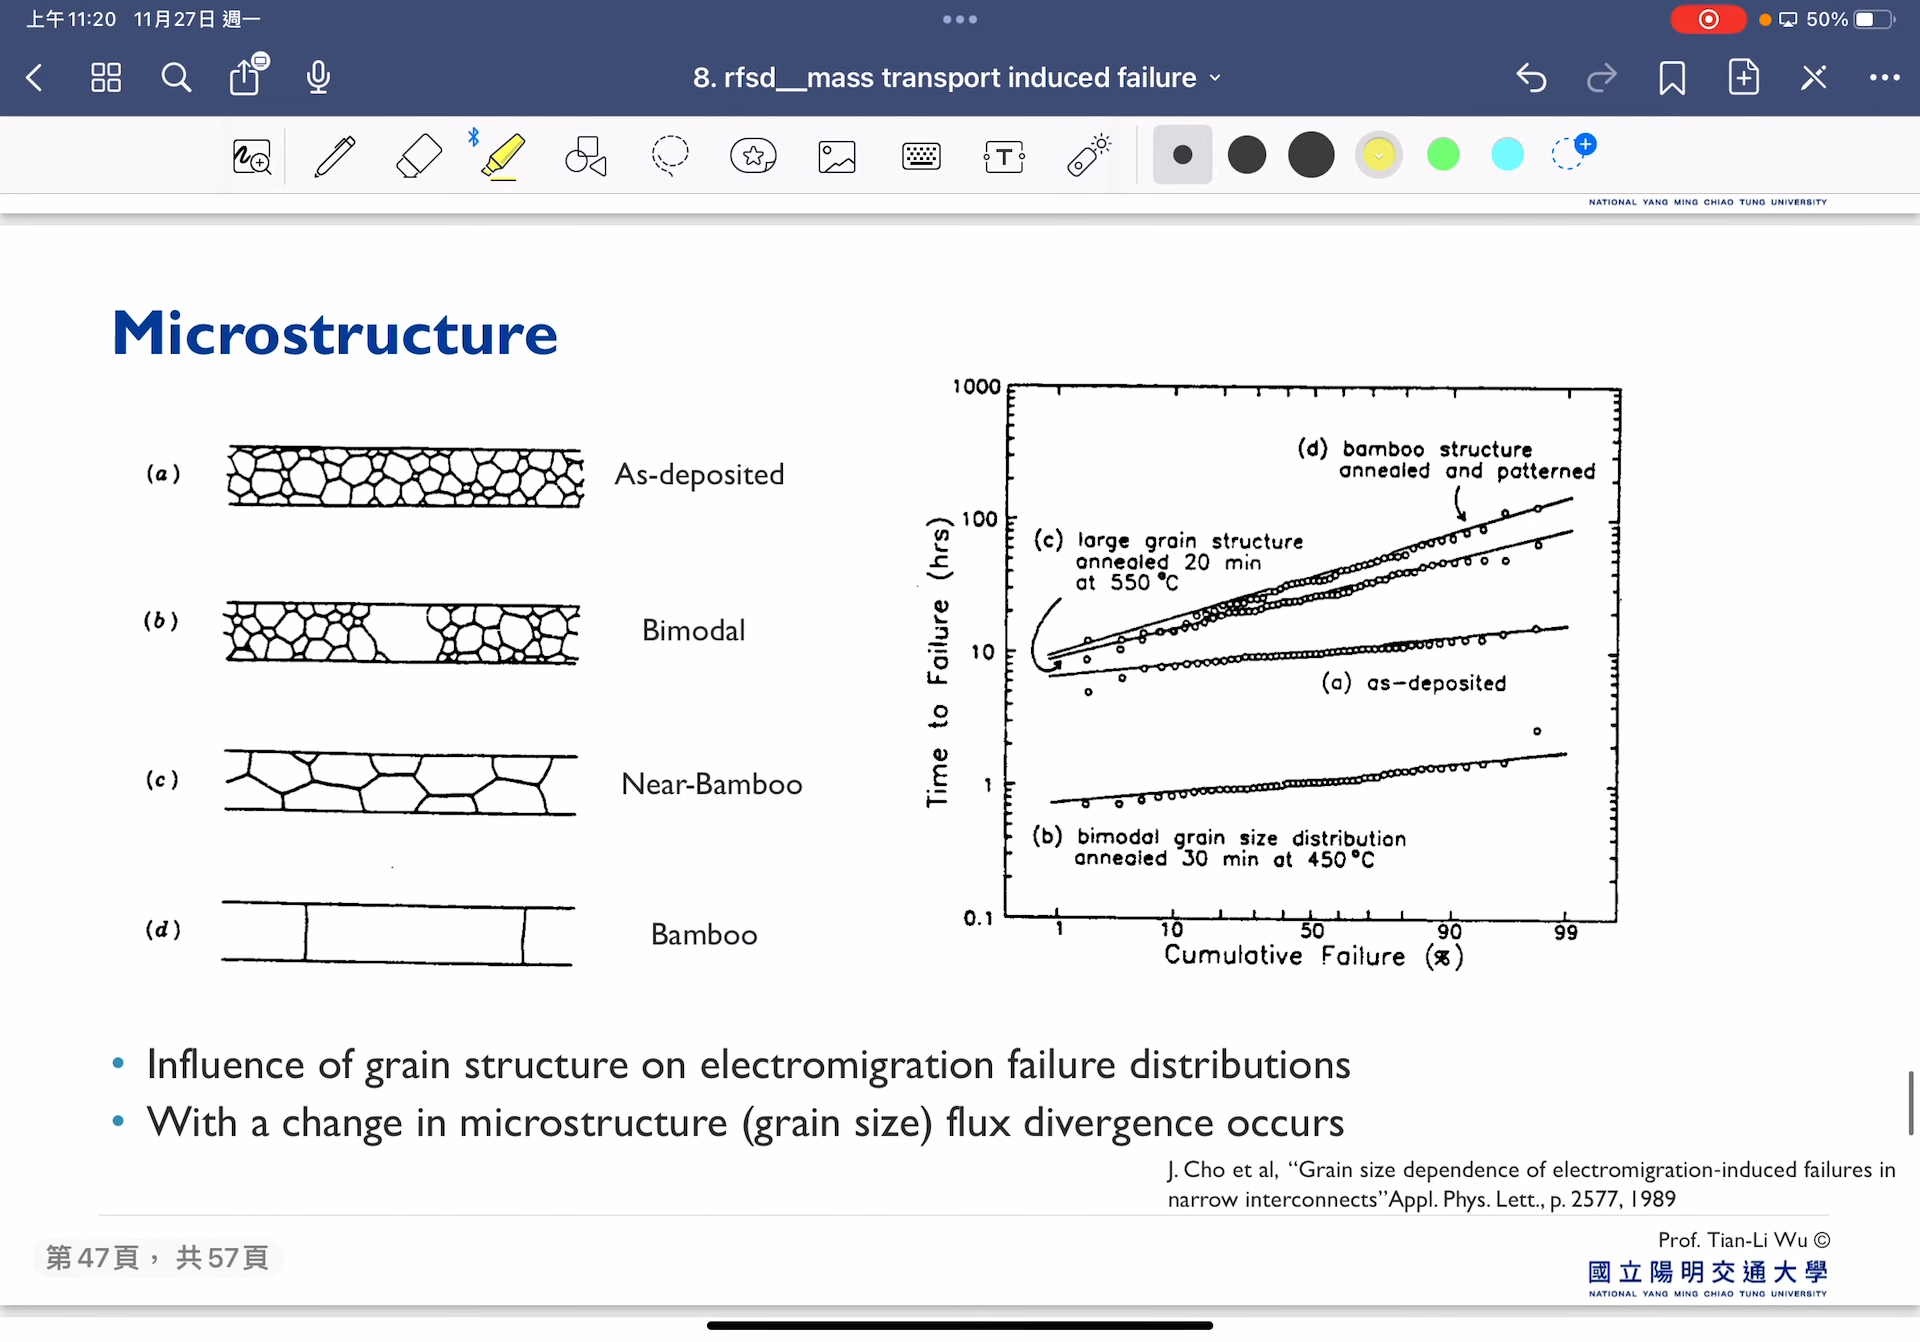 上午11:20 11月27日 週一
50%
8. rfsd__mass transport induced failure
NATIONAL YANG MING CHIAO TUNG UNIVERSITY
Microstructure
(a)
As-deposited
(b)
Bimodal
(c)
Near-Bamboo
(d)
Bamboo
1000
100
10
1
0.1
Time to Failure (hrs)
(d) bamboo structure
annealed and patterned
(c) large grain structure
annealed 20 min
at 550 °C
(a) as-deposited
(b) bimodal grain size distribution
annealed 30 min at 450 °C
1
10
50
90
99
Cumulative Failure (%)
• Influence of grain structure on electromigration failure distributions
• With a change in microstructure (grain size) flux divergence occurs
J. Cho et al, “Grain size dependence of electromigration-induced failures in
narrow interconnects”Appl. Phys. Lett., p. 2577, 1989
第47頁，共57頁
Prof. Tian-Li Wu ©
國立陽明交通大學
NATIONAL YANG MING CHIAO TUNG UNIVERSITY